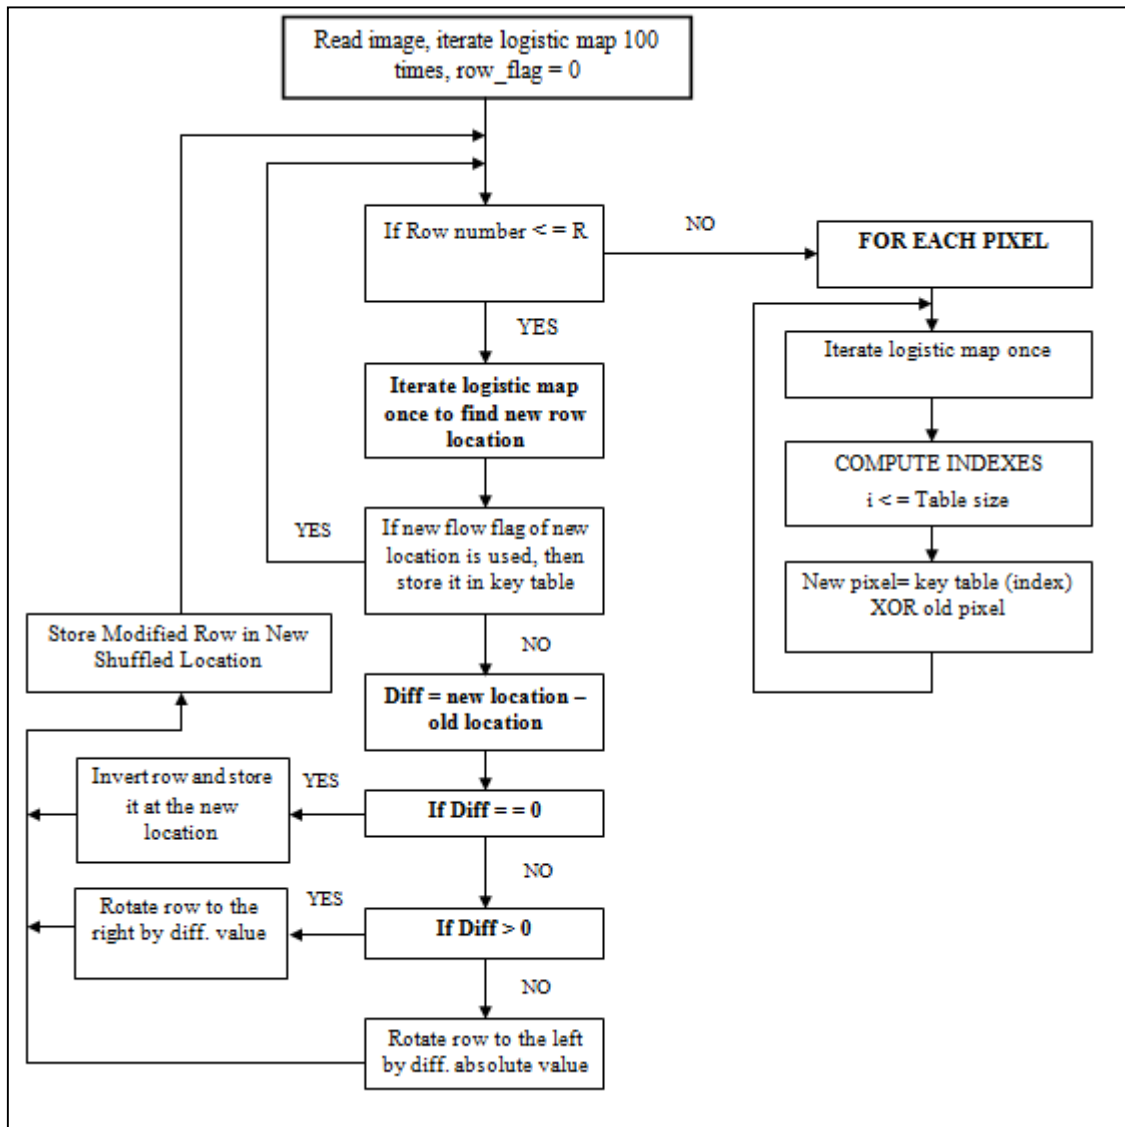 Read image, iterate logistic map 100
times, row_flag = 0
If Row number < = R
NO
FOR EACH PIXEL
YES
Iterate logistic map once
Iterate logistic map
once to find new row
location
COMPUTE INDEXES
i < = Table size
YES
If new flow flag of new
location is used, then
store it in key table
New pixel= key table (index)
XOR old pixel
Store Modified Row in New
Shuffled Location
NO
Diff = new location –
old location
Invert row and store
it at the new
location
YES
If Diff = = 0
NO
Rotate row to the
right by diff. value
YES
If Diff > 0
NO
Rotate row to the left
by diff. absolute value